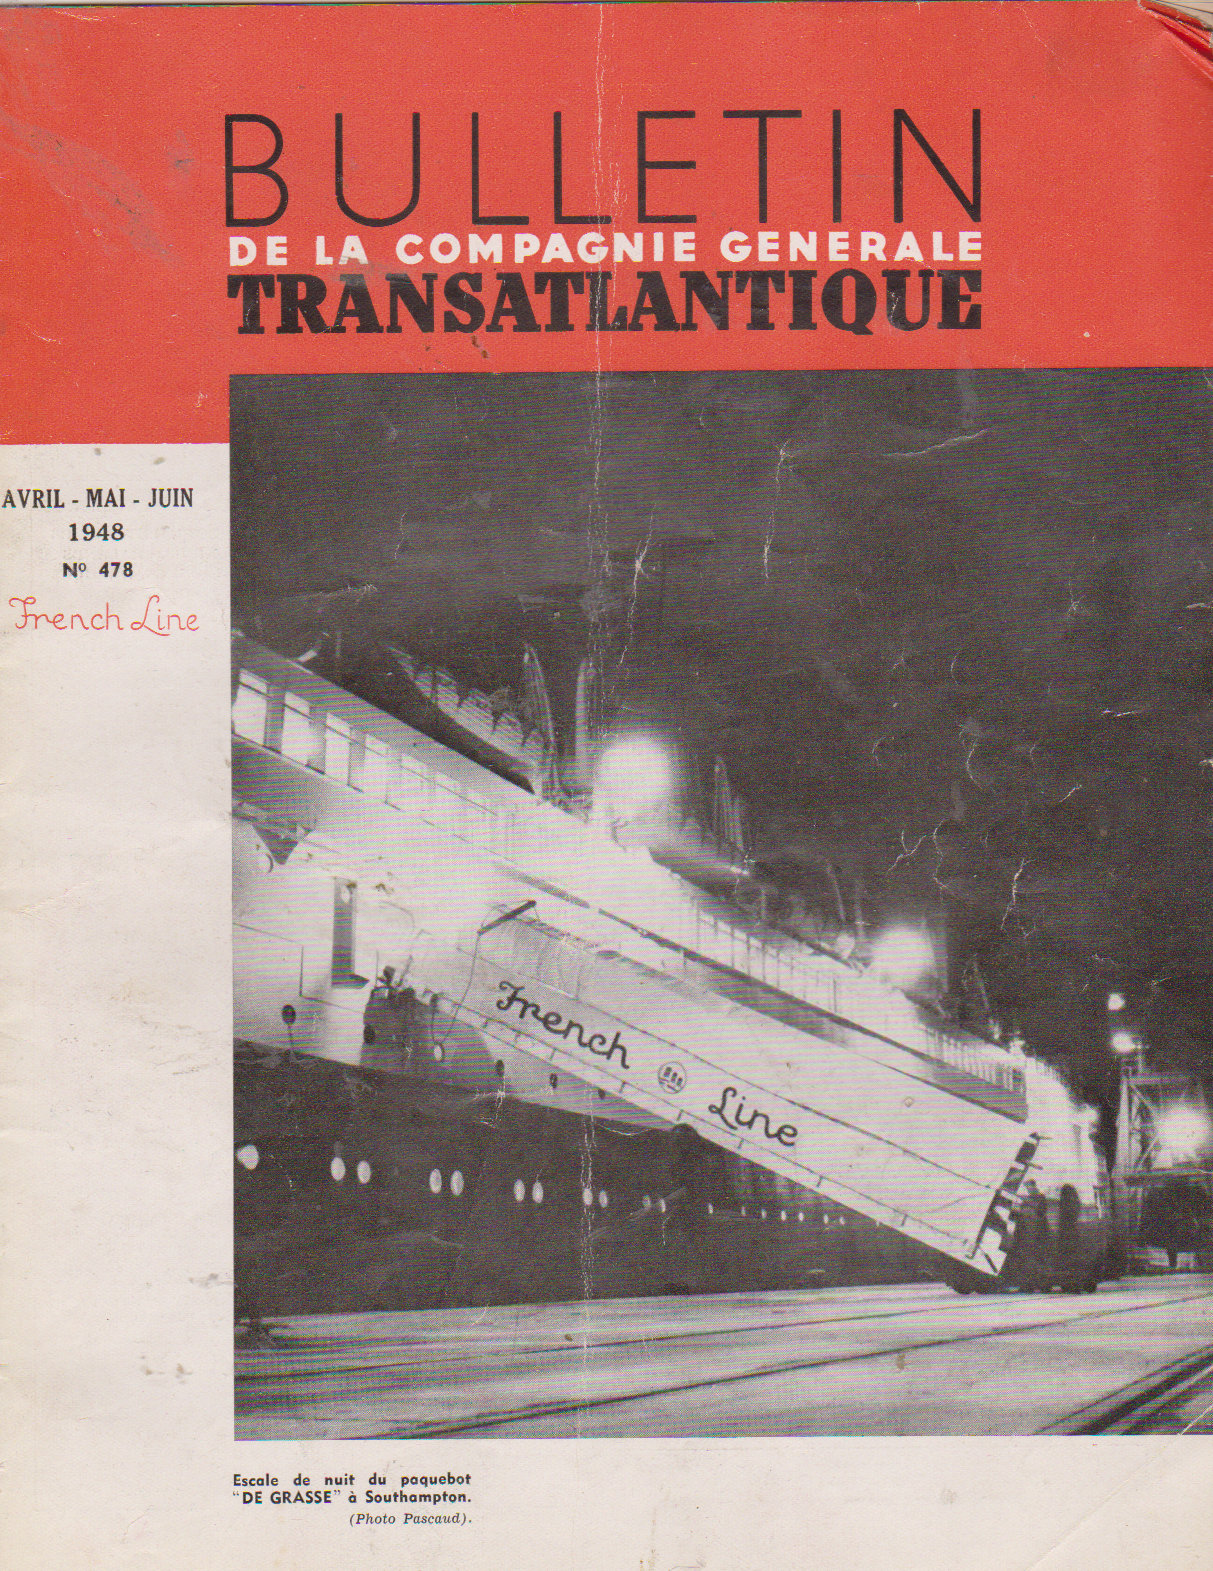 BULLETIN
DE LA COMPAGNIE GENERALE
TRANSATLANTIQUE
AVRIL - MAI - JUIN
1948
Nº 478
French Line
French Line
Escale de nuit du paquebot
"DE GRASSE" à Southampton.
(Photo Pascaud).